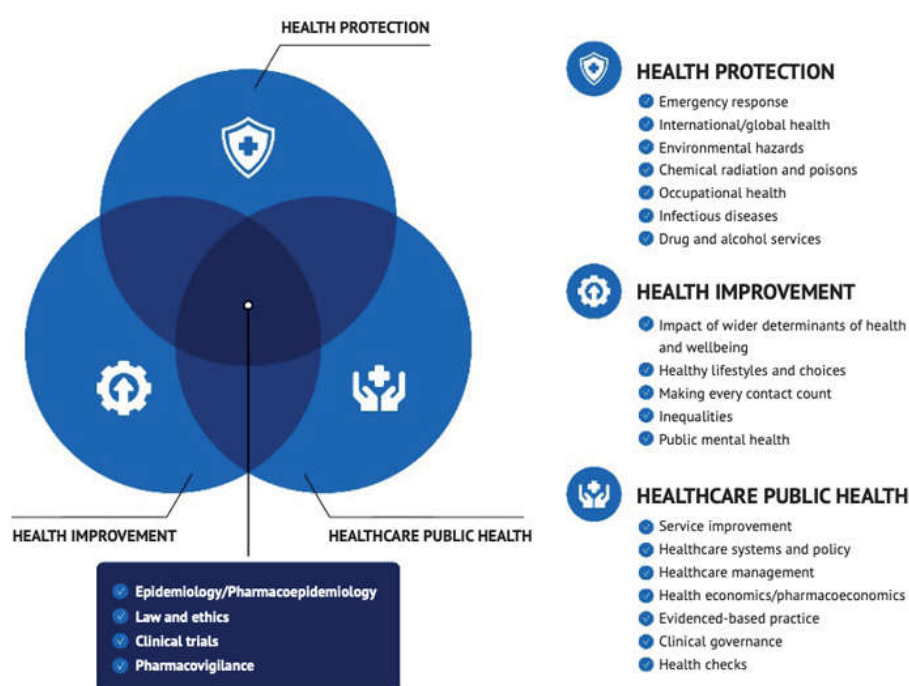 HEALTH PROTECTION
HEALTH IMPROVEMENT
HEALTHCARE PUBLIC HEALTH
Epidemiology/Pharmacoepidemiology
Law and ethics
Clinical trials
Pharmacovigilance
HEALTH PROTECTION
Emergency response
International/global health
Environmental hazards
Chemical radiation and poisons
Occupational health
Infectious diseases
Drug and alcohol services
HEALTH IMPROVEMENT
Impact of wider determinants of health
and wellbeing
Healthy lifestyles and choices
Making every contact count
Inequalities
Public mental health
HEALTHCARE PUBLIC HEALTH
Service improvement
Healthcare systems and policy
Healthcare management
Health economics/pharmacoeconomics
Evidenced-based practice
Clinical governance
Health checks